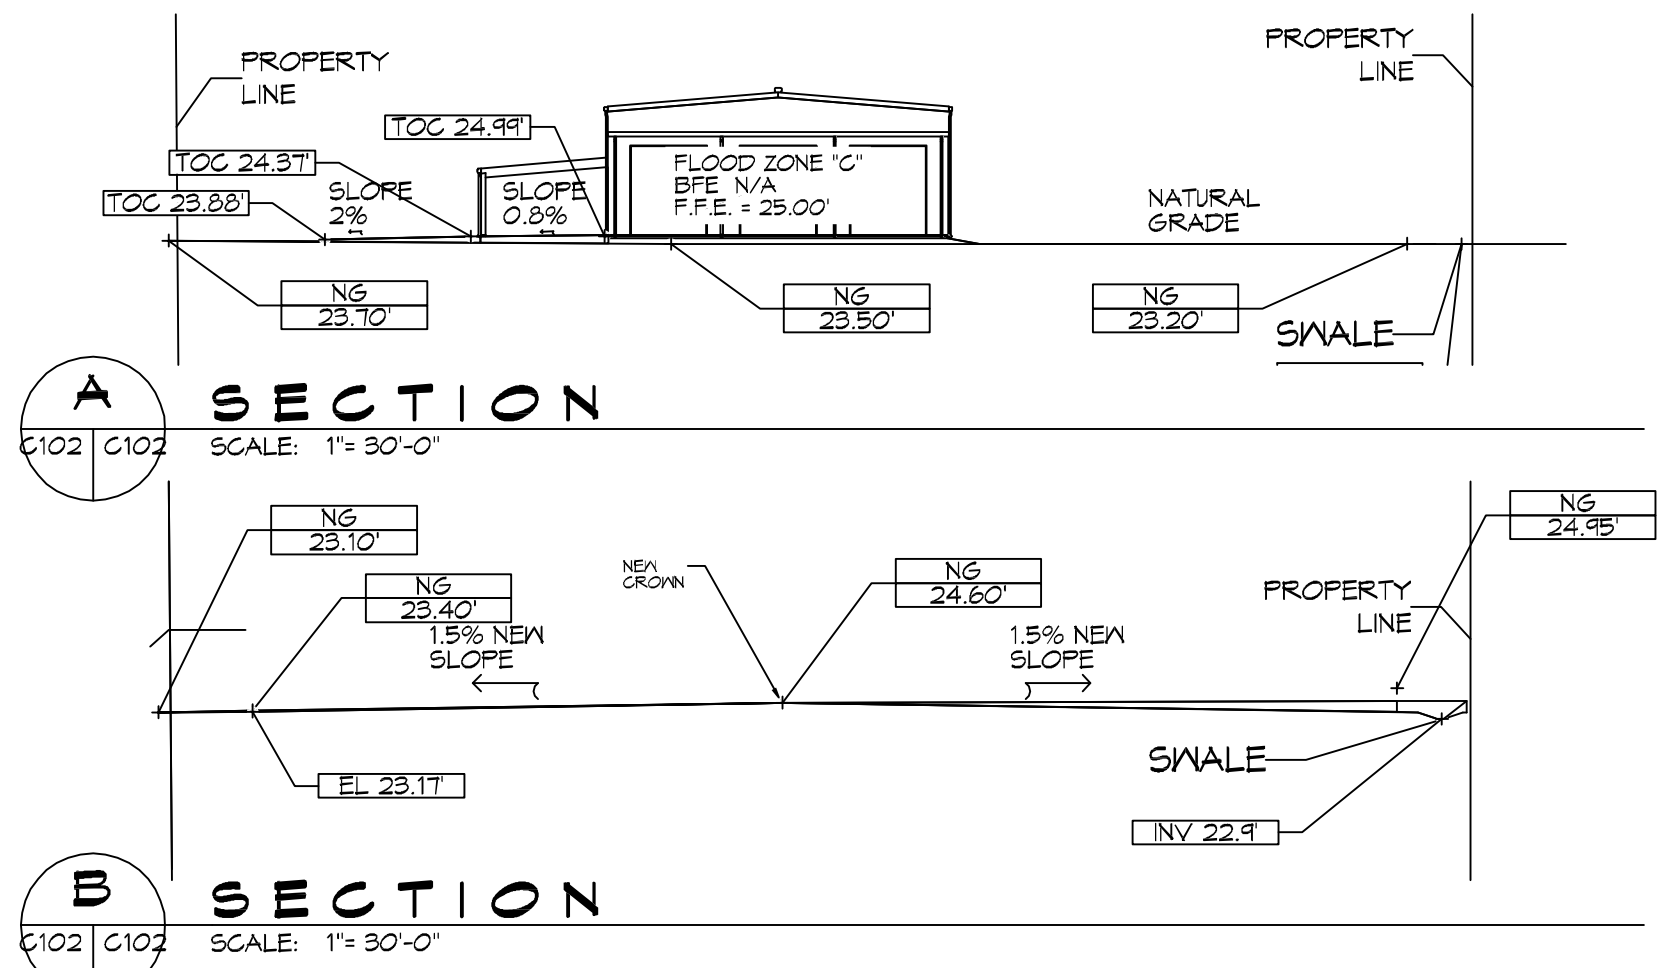 PROPERTY
LINE
PROPERTY
LINE
TOC 24.99'
TOC 24.37'
TOC 23.88'
SLOPE
2%
SLOPE
0.8%
FLOOD ZONE "C"
BFE N/A
F.F.E. = 25.00'
NATURAL
GRADE
NG
23.70'
NG
23.50'
NG
23.20'
SWALE
A
C102
C102
SECTION
SCALE: 1"= 30'-0"
NG
23.10'
NG
23.40'
1.5% NEW
SLOPE
NEW
CROWN
NG
24.60'
1.5% NEW
SLOPE
NG
24.95'
PROPERTY
LINE
EL 23.17'
SWALE
INV 22.9'
B
C102
C102
SECTION
SCALE: 1"= 30'-0"